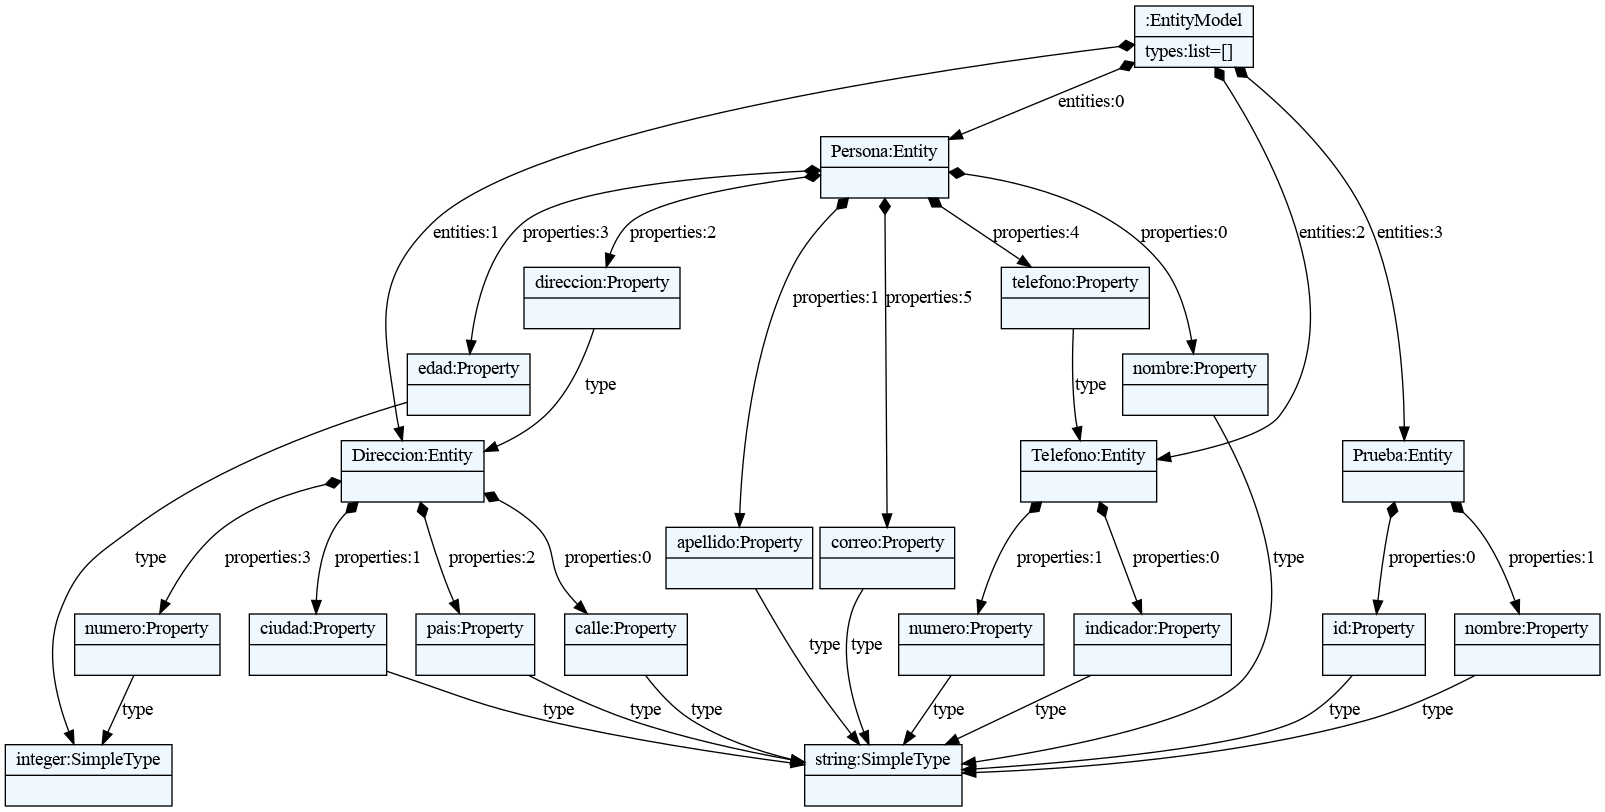 :EntityModel
types:list=[]
entities:0
Persona:Entity
entities:1
properties:3
properties:2
properties:4
properties:0
entities:2
entities:3
direccion:Property
telefono:Property
properties:1
properties:5
edad:Property
type
type
nombre:Property
Direccion:Entity
Telefono:Entity
Prueba:Entity
apellido:Property
correo:Property
type
properties:3
properties:1
properties:2
properties:0
properties:1
properties:0
type
properties:0
properties:1
numero:Property
ciudad:Property
pais:Property
calle:Property
numero:Property
indicador:Property
id:Property
nombre:Property
type
type
type
type
type
type
type
type
type
type
integer:SimpleType
string:SimpleType